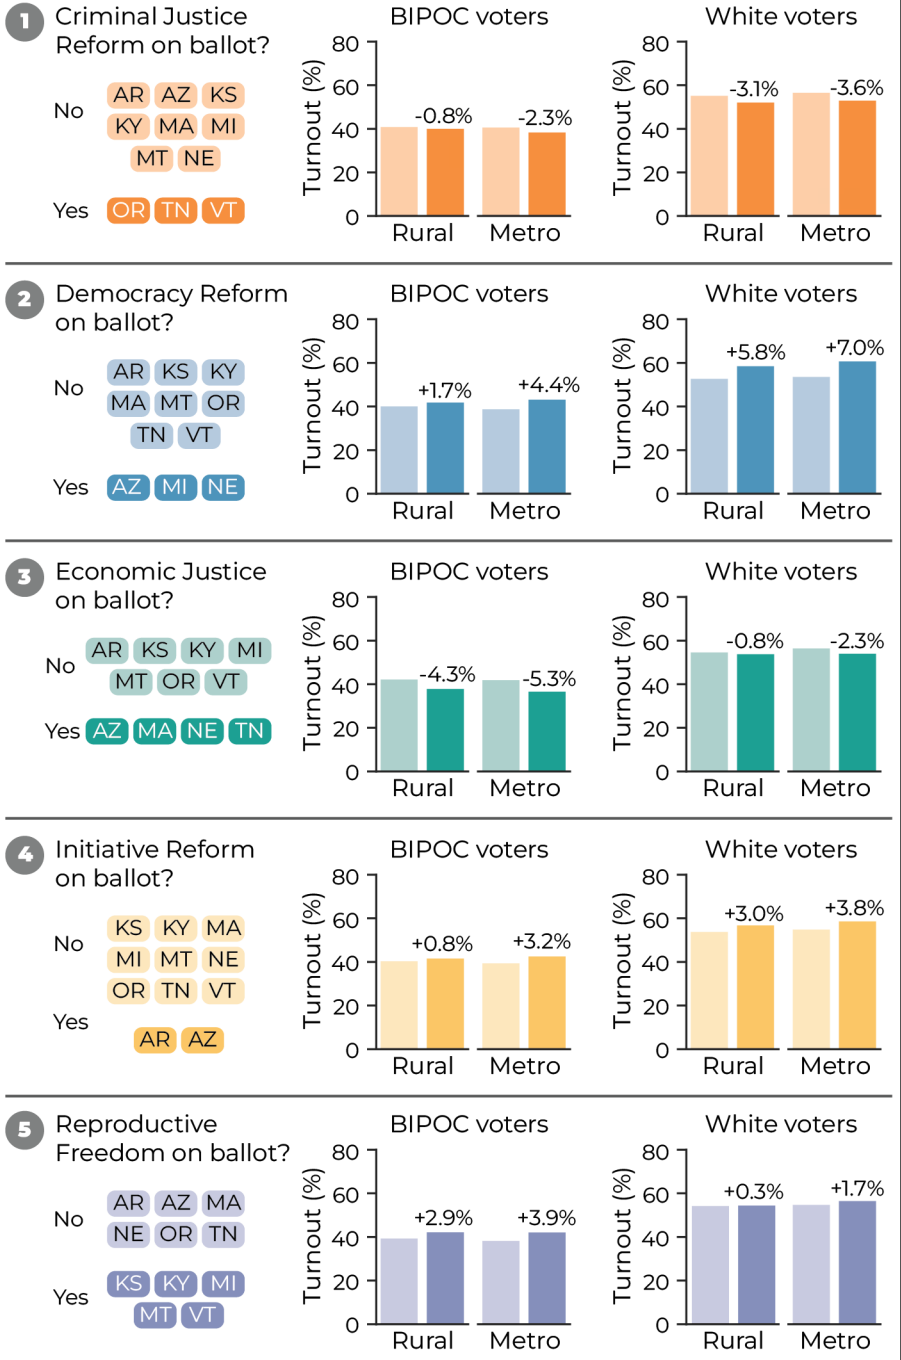 1
Criminal Justice
Reform on ballot?
No
AR AZ KS
KY MA MI
MT NE
Yes
OR TN VT
BIPOC voters
Turnout (%)
80
60
40
20
0
-0.8%
-2.3%
Rural Metro
White voters
Turnout (%)
80
60
40
20
0
-3.1%
-3.6%
Rural Metro
2
Democracy Reform
on ballot?
No
AR KS KY
MA MT OR
TN VT
Yes
AZ MI NE
BIPOC voters
Turnout (%)
80
60
40
20
0
+1.7%
+4.4%
Rural Metro
White voters
Turnout (%)
80
60
40
20
0
+5.8%
+7.0%
Rural Metro
3
Economic Justice
on ballot?
No
AR KS KY MI
MT OR VT
Yes
AZ MA NE TN
BIPOC voters
Turnout (%)
80
60
40
20
0
-4.3%
-5.3%
Rural Metro
White voters
Turnout (%)
80
60
40
20
0
-0.8%
-2.3%
Rural Metro
4
Initiative Reform
on ballot?
No
KS KY MA
MI MT NE
OR TN VT
Yes
AR AZ
BIPOC voters
Turnout (%)
80
60
40
20
0
+0.8%
+3.2%
Rural Metro
White voters
Turnout (%)
80
60
40
20
0
+3.0%
+3.8%
Rural Metro
5
Reproductive
Freedom on ballot?
No
AR AZ MA
NE OR TN
Yes
KS KY MI
MT VT
BIPOC voters
Turnout (%)
80
60
40
20
0
+2.9%
+3.9%
Rural Metro
White voters
Turnout (%)
80
60
40
20
0
+0.3%
+1.7%
Rural Metro